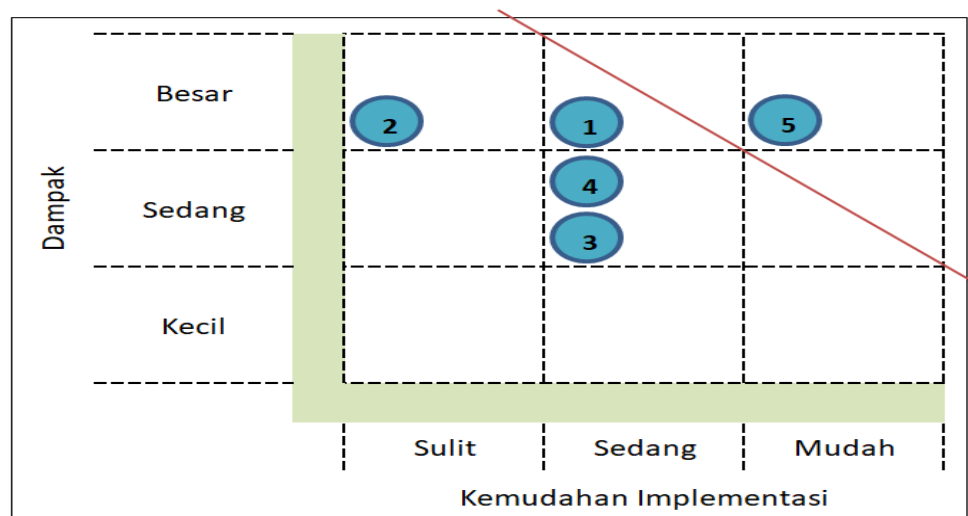 Besar
2
1
5
Dampak
Sedang
4
3
Kecil
Sulit
Sedang
Mudah
Kemudahan Implementasi